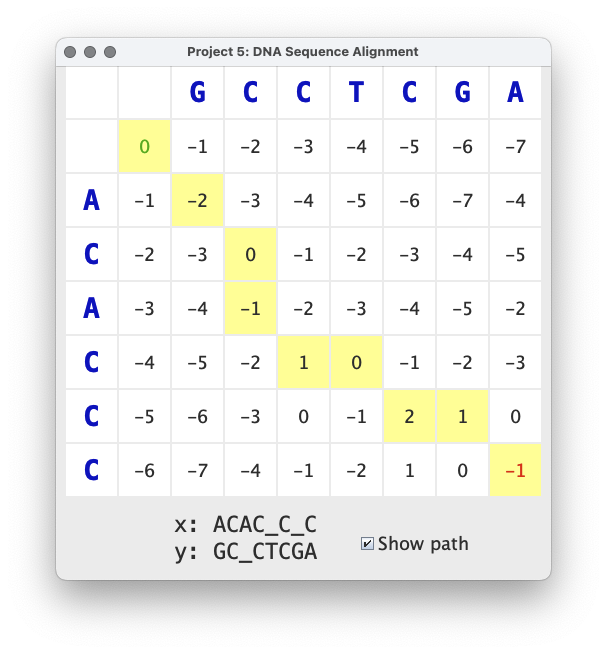 Project 5: DNA Sequence Alignment
G C C T C G A
0 -1 -2 -3 -4 -5 -6 -7
A -1 -2 -3 -4 -5 -6 -7 -4
C -2 -3 0 -1 -2 -3 -4 -5
A -3 -4 -1 -2 -3 -4 -5 -2
C -4 -5 -2 1 0 -1 -2 -3
C -5 -6 -3 0 -1 2 1 0
C -6 -7 -4 -1 -2 1 0 -1
x: ACAC_C_C
y: GC_CTCGA
Show path